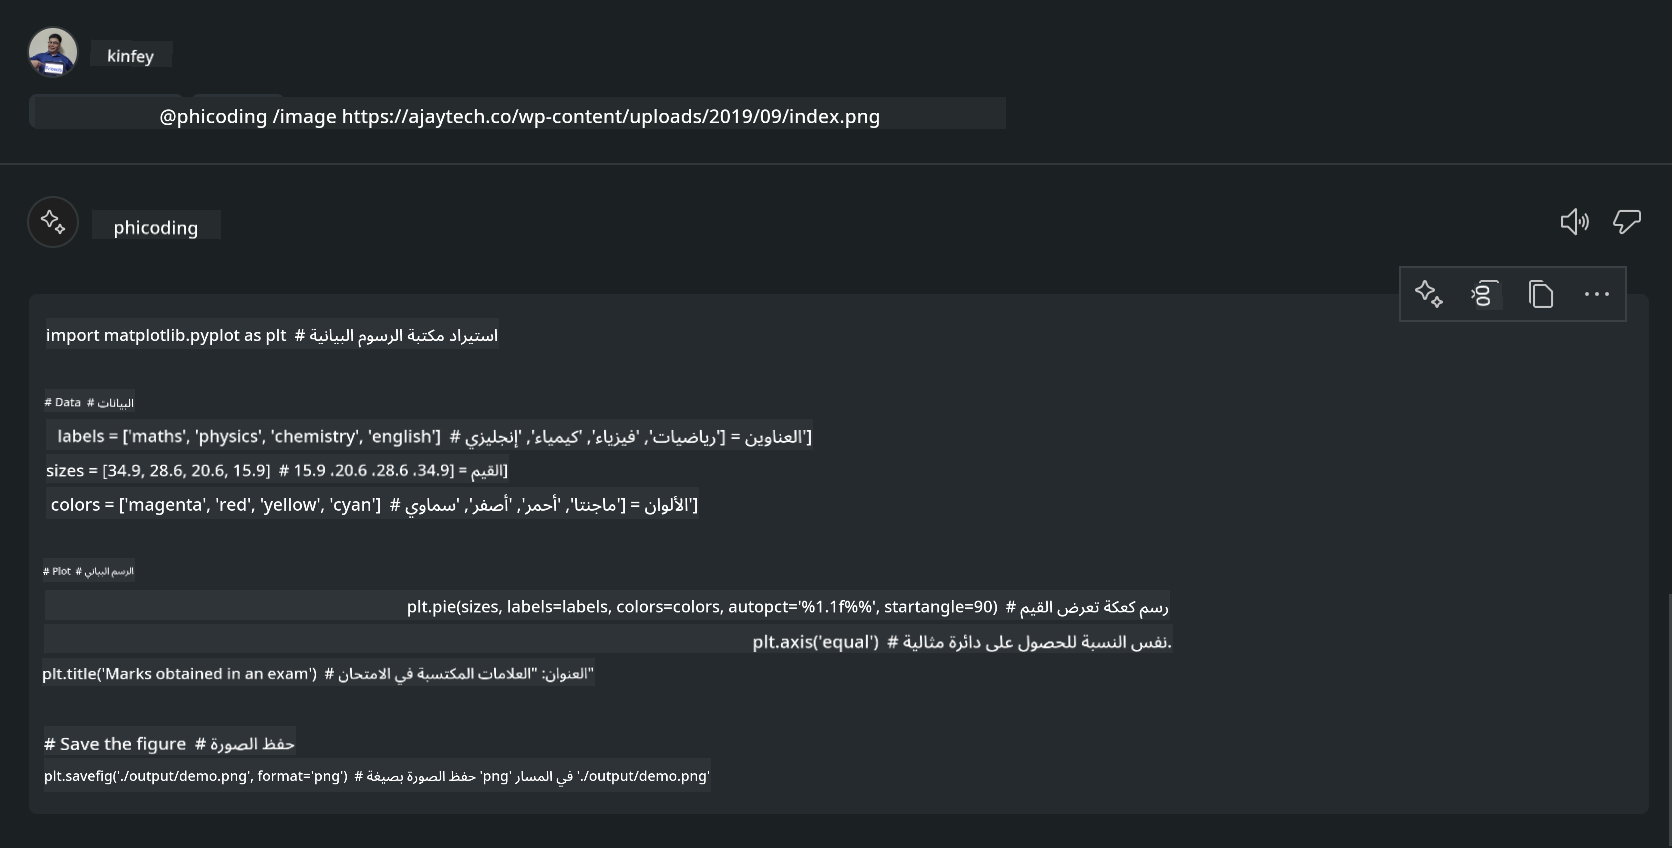 kinfey
@phicoding /image https://ajaytech.co/wp-content/uploads/2019/09/index.png
phicoding
import matplotlib.pyplot as plt # استيراد مكتبة الرسوم البيانية
# Data # البيانات
labels = ['maths', 'physics', 'chemistry', 'english'] # العناوين = ['رياضيات', 'فيزياء', 'كيمياء', 'إنجليزي']
sizes = [34.9, 28.6, 20.6, 15.9] # القيم = [34.9، 28.6، 20.6، 15.9]
colors = ['magenta', 'red', 'yellow', 'cyan'] # الألوان = ['ماجنتا', 'أحمر', 'أصفر', 'سماوي']
# Plot # الرسم البياني
plt.pie(sizes, labels=labels, colors=colors, autopct='%1.1f%%', startangle=90) # رسم كعكة تعرض القيم
plt.axis('equal') # نفس النسبة للحصول على دائرة مثالية.
plt.title('Marks obtained in an exam') # العنوان: "العلامات المكتسبة في الامتحان"
# Save the figure # حفظ الصورة
plt.savefig('./output/demo.png', format='png') # حفظ الصورة بصيغة 'png' في المسار './output/demo.png'